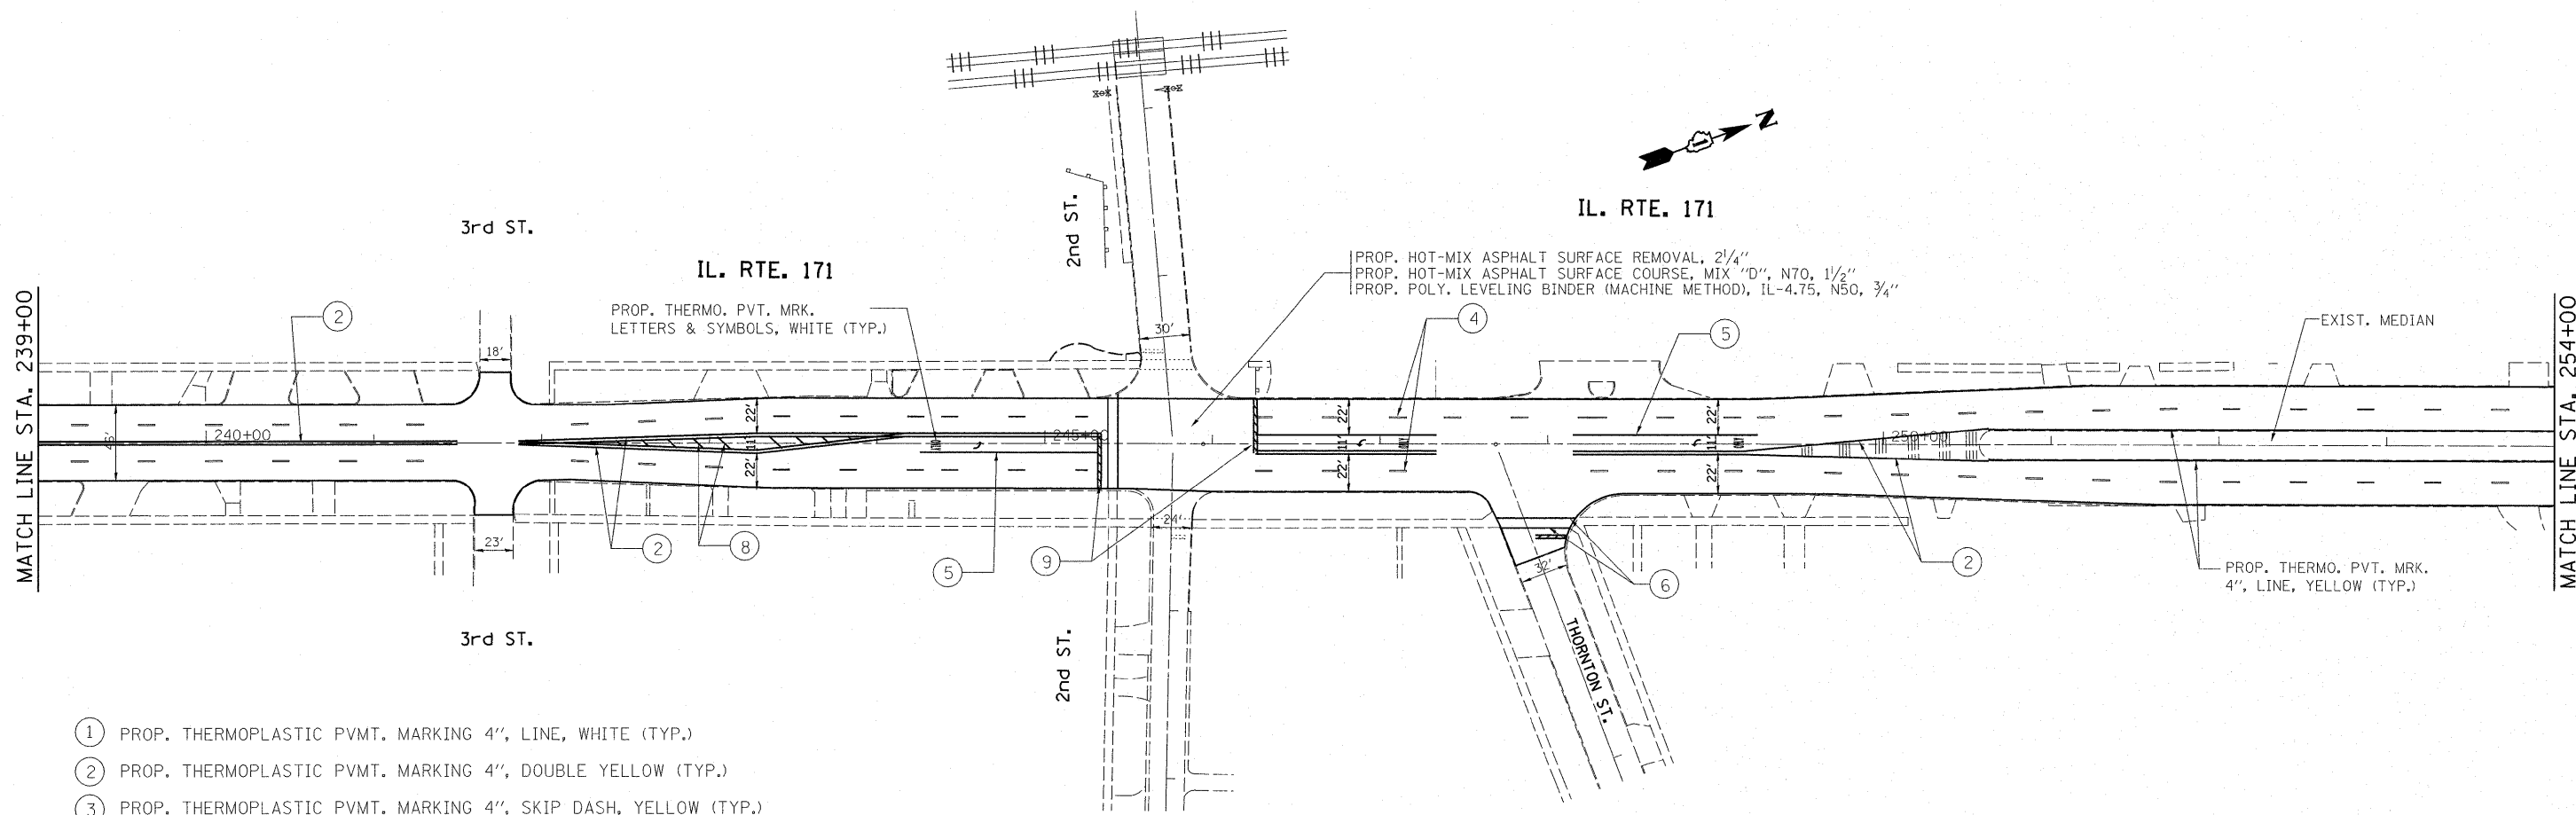 3rd ST.
IL. RTE. 171
PROP. THERMO. PVT. MRK.
LETTERS & SYMBOLS, WHITE (TYP.)
2nd ST.
N
IL. RTE. 171
PROP. HOT-MIX ASPHALT SURFACE REMOVAL, 2 1/4"
PROP. HOT-MIX ASPHALT SURFACE COURSE, MIX "D", N70, 1 1/2"
PROP. POLY. LEVELING BINDER (MACHINE METHOD), IL-4.75, N50, 3/4"
EXIST. MEDIAN
MATCH LINE STA. 239+00
MATCH LINE STA. 254+00
2
4
5
18'
30'
22'
22'
22'
240+00
11'
245+00
11'
11'
250+00
22'
22'
22'
23'
24'
32'
2
8
5
9
6
2
PROP. THERMO. PVT. MRK.
4", LINE, YELLOW (TYP.)
3rd ST.
2nd ST.
THORNTON ST.
1 PROP. THERMOPLASTIC PVMT. MARKING 4", LINE, WHITE (TYP.)
2 PROP. THERMOPLASTIC PVMT. MARKING 4", DOUBLE YELLOW (TYP.)
3 PROP. THERMOPLASTIC PVMT. MARKING 4", SKIP DASH, YELLOW (TYP.)